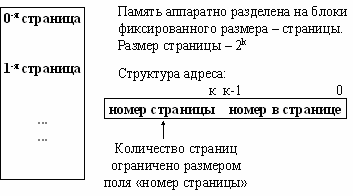 0-я страница
1-я страница
...
...
Память аппаратно разделена на блоки
фиксированного размера – страницы.
Размер страницы – 2k
Структура адреса:
к к-1 0
номер страницы номер в странице
Количество страниц
ограничено размером
поля «номер страницы»